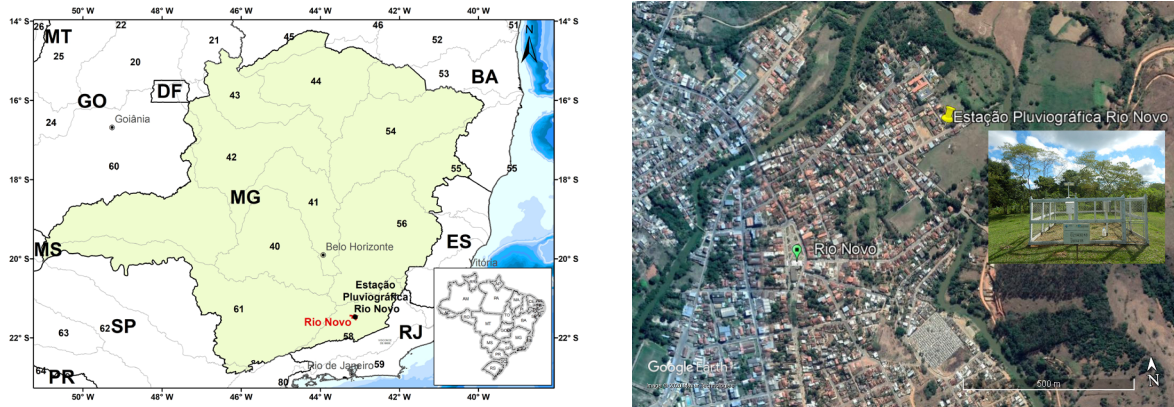 50° W 48° W 46° W 44° W 42° W 40° W
14° S 14° S
26 22 21 45 46 51
MT 25 20 52 N
44 53 BA
DF
43
16° S 16° S
GO
24 Goiânia
54
60 42
18° S 55 55 18° S
MG 41
56
MS 40 Belo Horizonte ES
20° S Vitória 20° S
Estação
Pluviográfica
Rio Novo
61 Rio Novo
63 62 SP RJ
22° S 58 22° S
Rio de Janeiro 59
64 PR 81 80
50° W 48° W 46° W 44° W 42° W 40° W
Estação Pluviográfica Rio Novo
Rio Novo
Google Earth
500 m
N